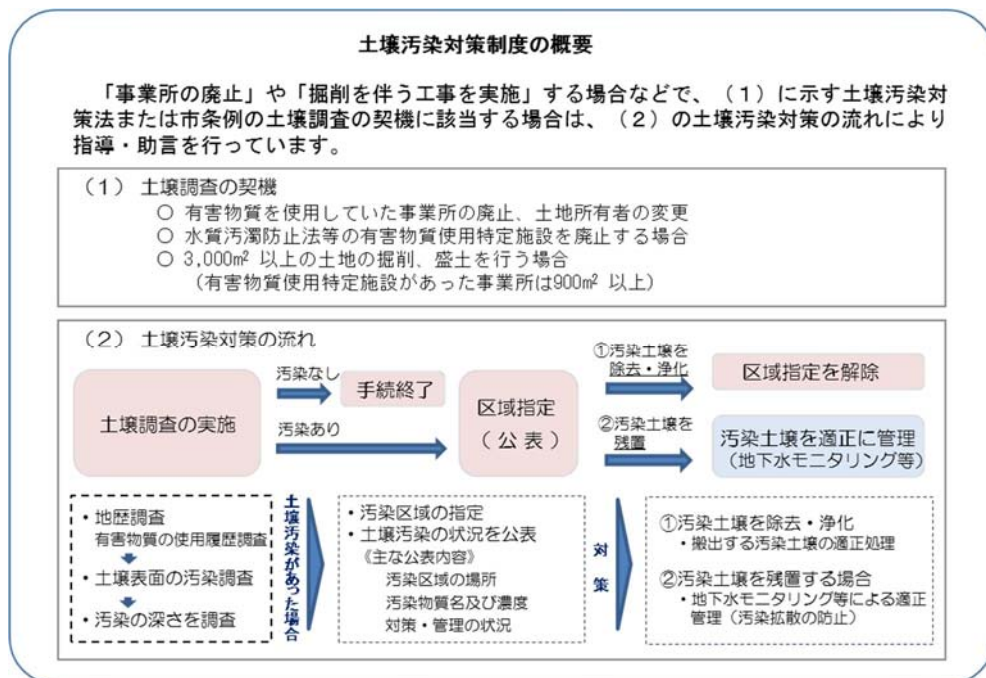 土壌汚染対策制度の概要
「事業所の廃止」や「掘削を伴う工事を実施」する場合などで、（１）に示す土壌汚染対
策法または市条例の土壌調査の契機に該当する場合は、（２）の土壌汚染対策の流れにより
指導・助言を行っています。
（１） 土壌調査の契機
○ 有害物質を使用していた事業所の廃止、土地所有者の変更
○ 水質汚濁防止法等の有害物質使用特定施設を廃止する場合
○ 3,000㎡ 以上の土地の掘削、盛土を行う場合
（有害物質使用特定施設があった事業所は900㎡ 以上）
（２） 土壌汚染対策の流れ
土壌調査の実施
汚染なし
手続終了
汚染あり
区域指定
（ 公 表 ）
①汚染土壌を
除去・浄化
区域指定を解除
②汚染土壌を
残置
汚染土壌を適正に管理
（地下水モニタリング等）
・地歴調査
有害物質の使用履歴調査
・土壌表面の汚染調査
・汚染の深さを調査
土壌汚染があった場合
・汚染区域の指定
・土壌汚染の状況を公表
《主な公表内容》
汚染区域の場所
汚染物質名及び濃度
対策・管理の状況
対策
①汚染土壌を除去・浄化
・搬出する汚染土壌の適正処理
②汚染土壌を残置する場合
・地下水モニタリング等による適正
管理（汚染拡散の防止）